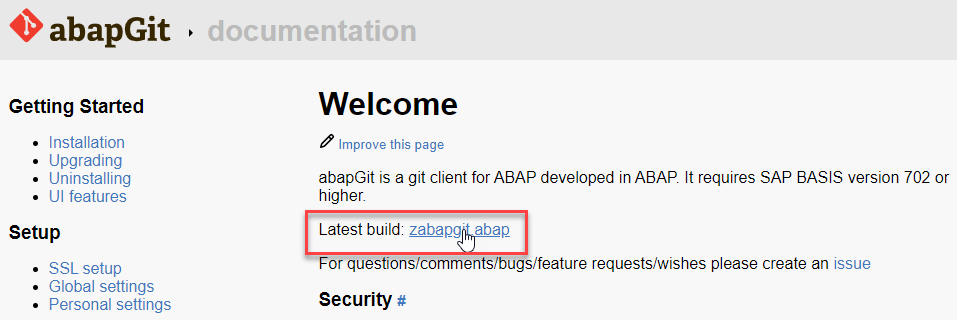 abapGit ‣ documentation
Getting Started
Installation
Upgrading
Uninstalling
UI features
Setup
SSL setup
Global settings
Personal settings
Welcome
Improve this page
abapGit is a git client for ABAP developed in ABAP. It requires SAP BASIS version 702 or
higher.
Latest build: zabapgit.abap
For questions/comments/bugs/feature requests/wishes please create an issue
Security #